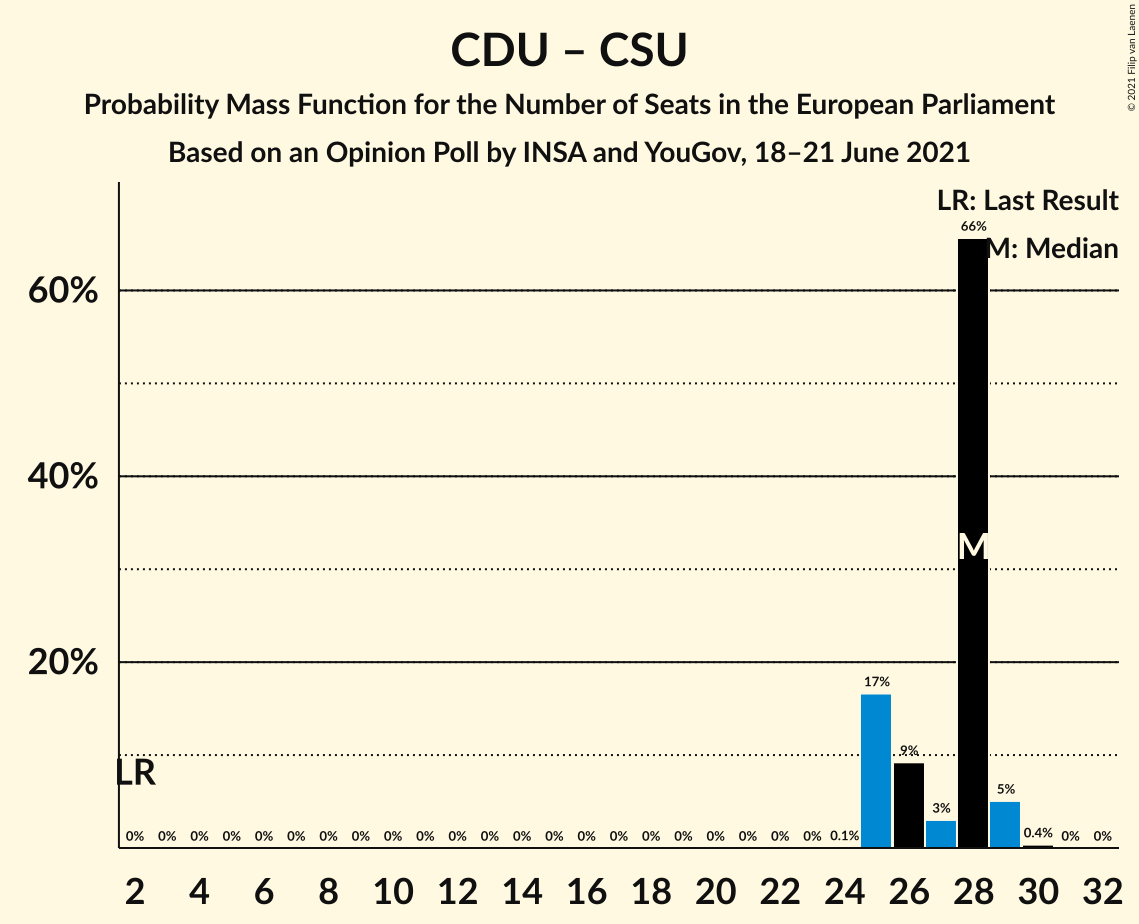 CDU – CSU
Probability Mass Function for the Number of Seats in the European Parliament
Based on an Opinion Poll by INSA and YouGov, 18–21 June 2021
© 2021 Filip van Laenen
LR: Last Result
M: Median
66%
60%
40%
M
20%
17%
9%
LR
5%
3%
0% 0% 0% 0% 0% 0% 0% 0% 0% 0% 0% 0% 0% 0% 0% 0% 0% 0% 0% 0% 0% 0% 0.1% 0.4% 0% 0%
2 4 6 8 10 12 14 16 18 20 22 24 26 28 30 32